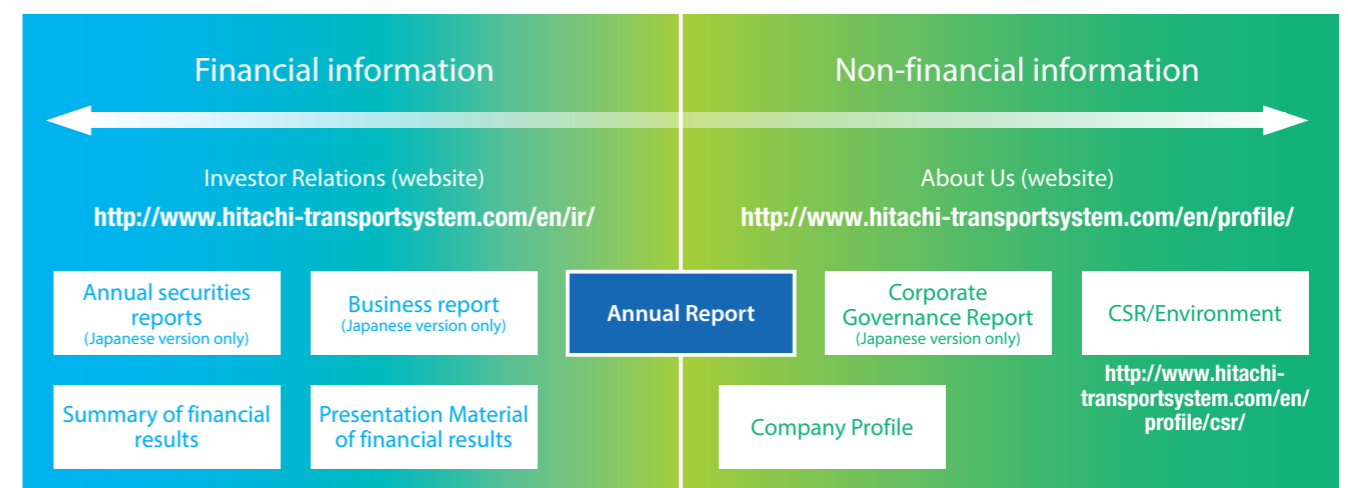 Financial information
Non-financial information
Investor Relations (website)
http://www.hitachi-transportsystem.com/en/ir/
About Us (website)
http://www.hitachi-transportsystem.com/en/profile/
Annual securities
reports
(Japanese version only)
Business report
(Japanese version only)
Annual Report
Corporate
Governance Report
(Japanese version only)
CSR/Environment
http://www.hitachi-
transportsystem.com/en/
profile/csr/
Summary of financial
results
Presentation Material
of financial results
Company Profile